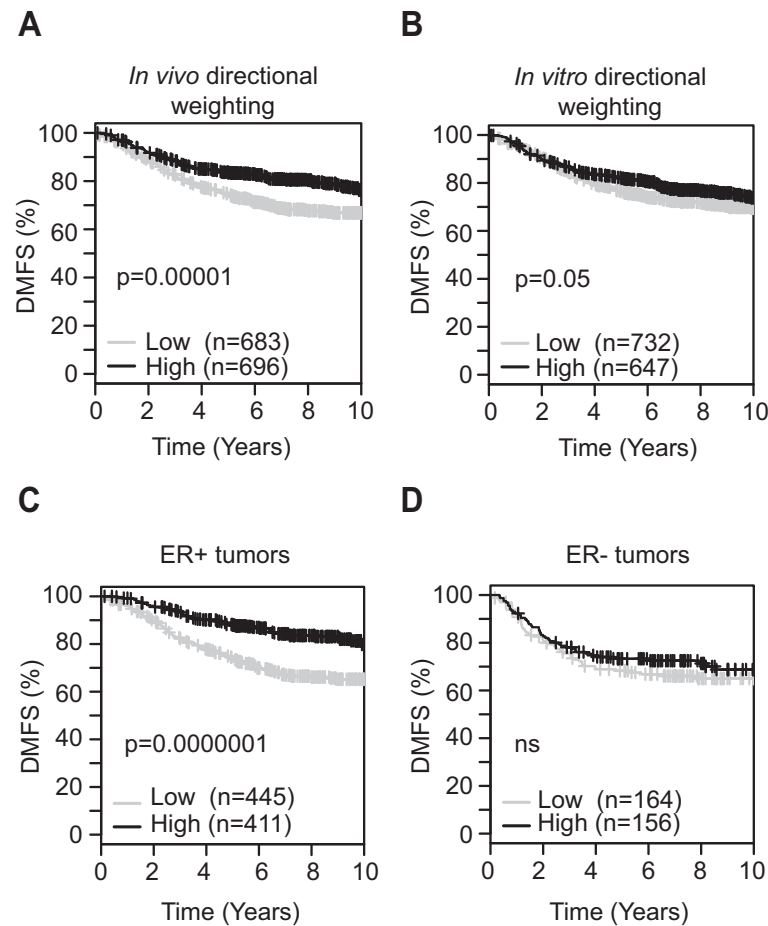 A
In vivo directional
weighting
100
80
60
40
20
0
DMFS (%)
p=0.00001
Low (n=683)
High (n=696)
0 2 4 6 8 10
Time (Years)
B
In vitro directional
weighting
100
80
60
40
20
0
DMFS (%)
p=0.05
Low (n=732)
High (n=647)
0 2 4 6 8 10
Time (Years)
C
ER+ tumors
100
80
60
40
20
0
DMFS (%)
p=0.0000001
Low (n=445)
High (n=411)
0 2 4 6 8 10
Time (Years)
D
ER- tumors
100
80
60
40
20
0
DMFS (%)
ns
Low (n=164)
High (n=156)
0 2 4 6 8 10
Time (Years)